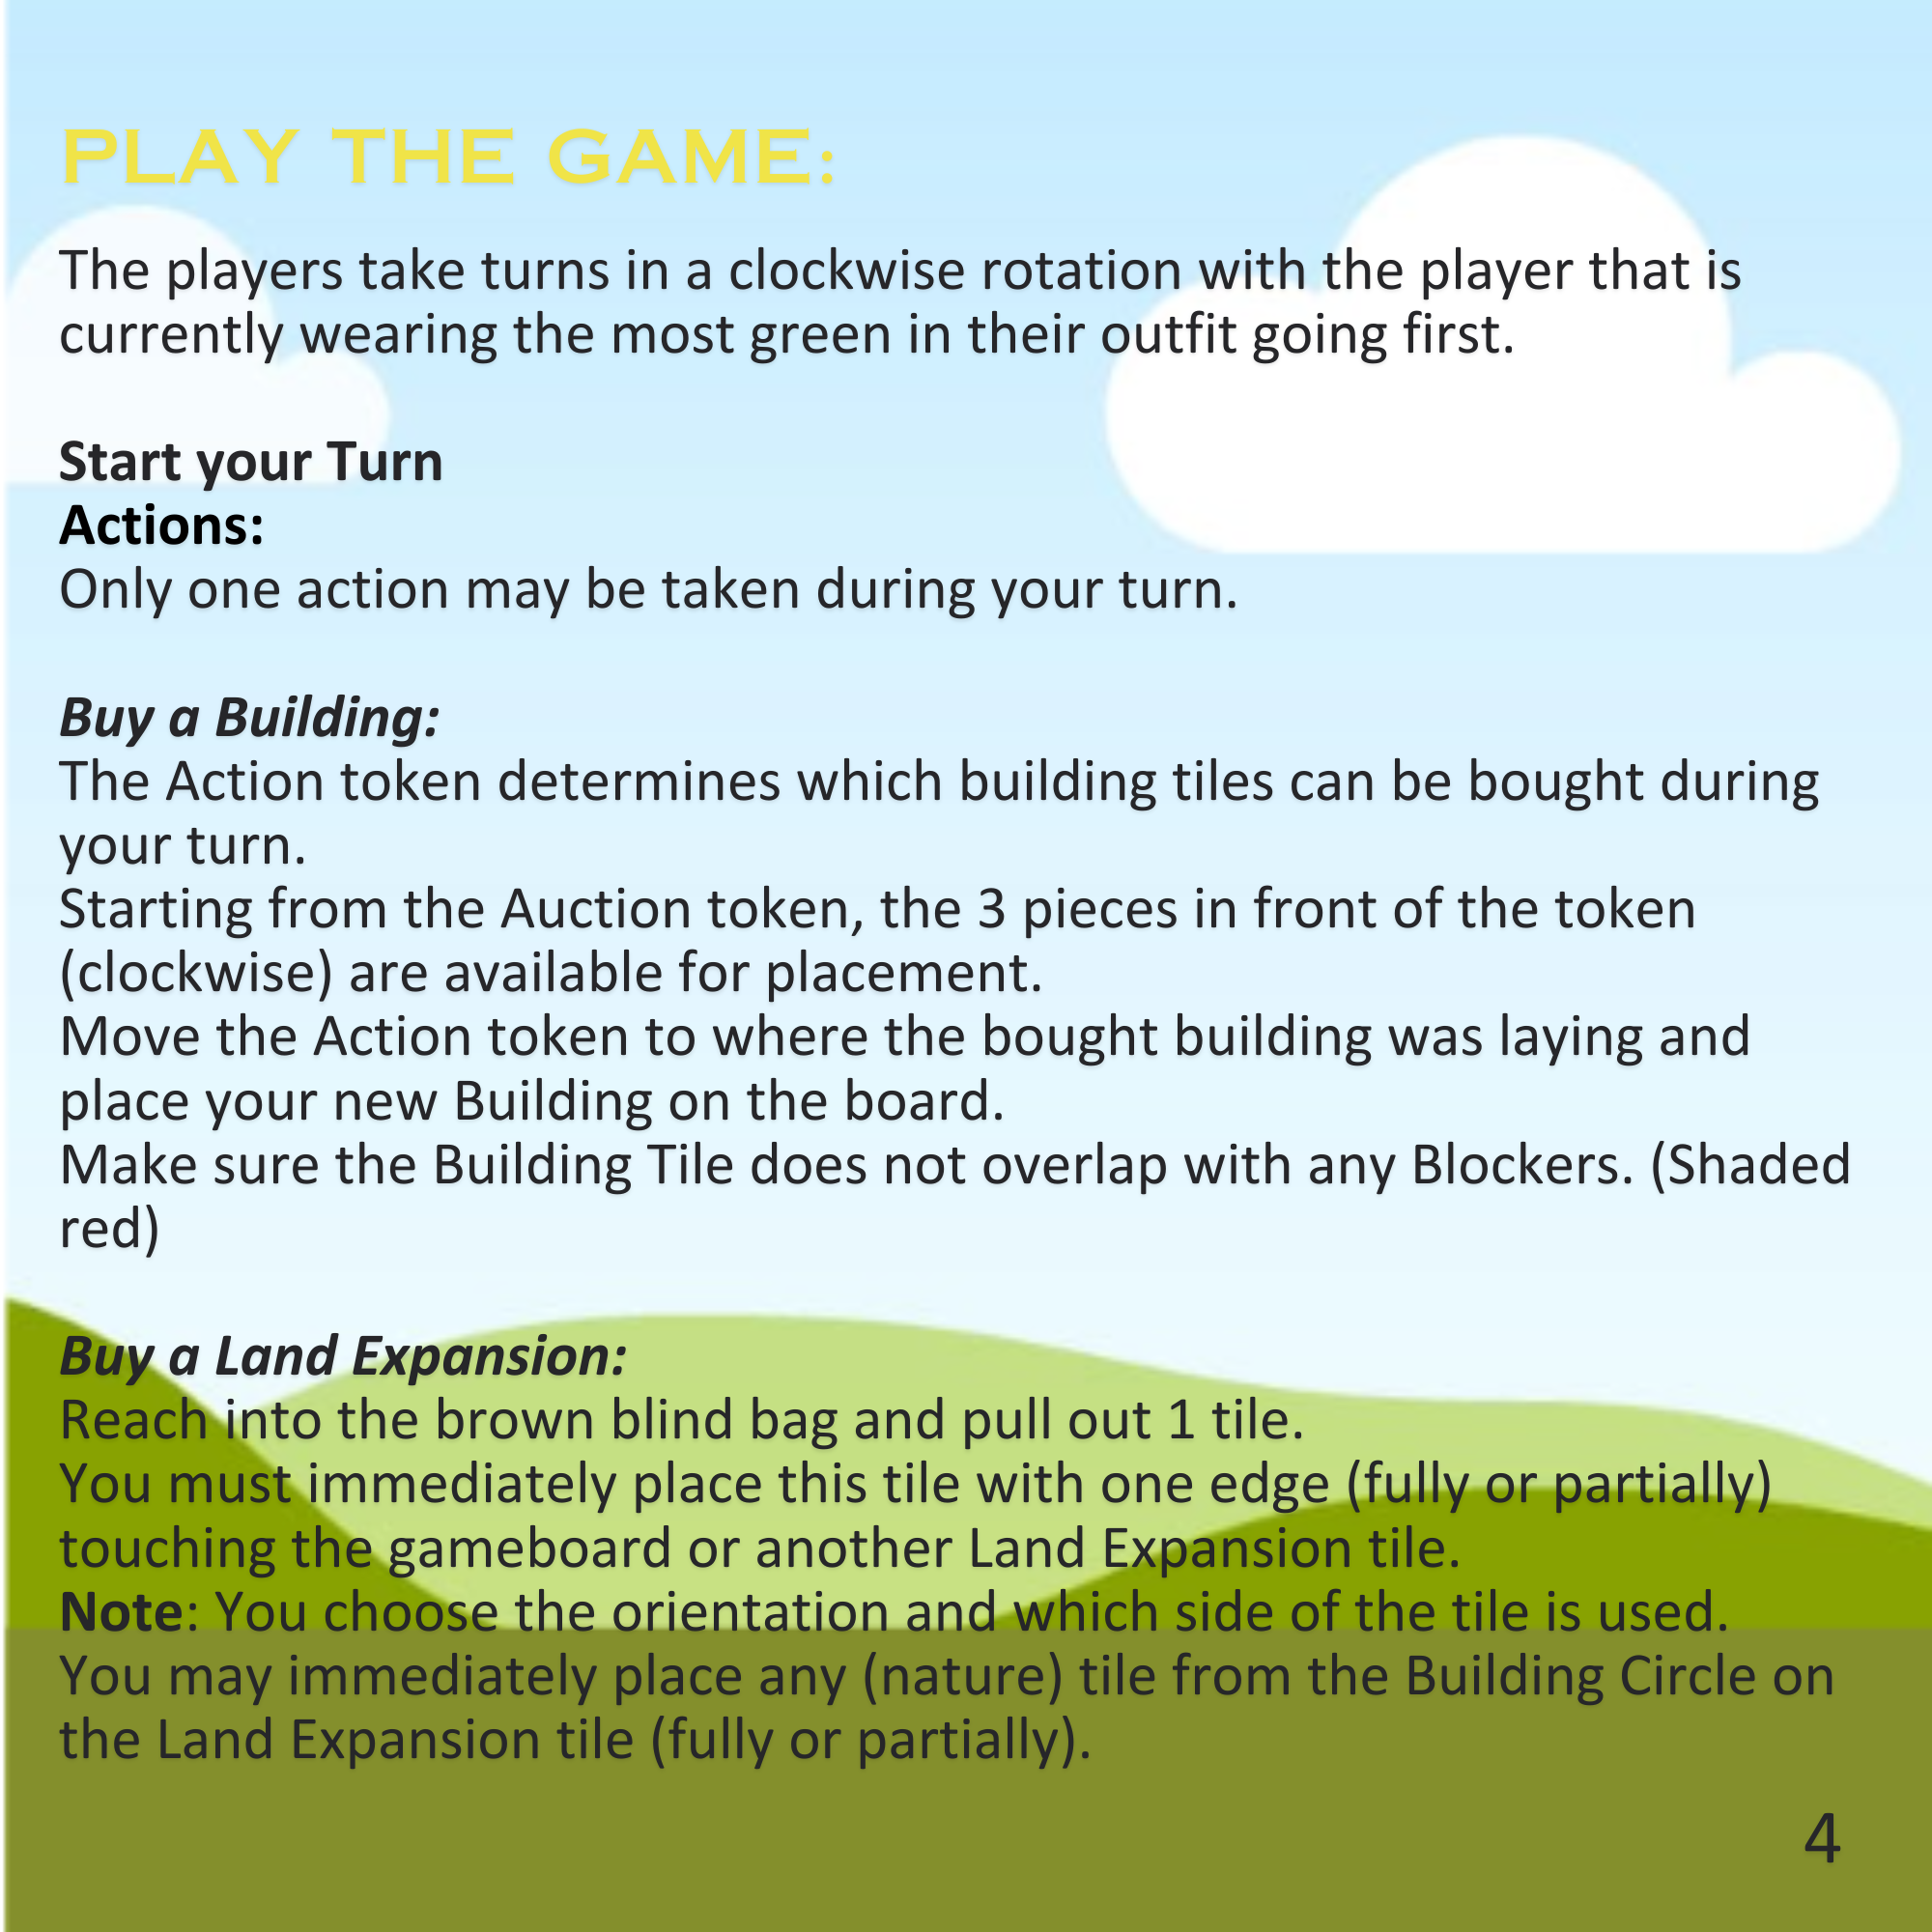 PLAY THE GAME:
The players take turns in a clockwise rotation with the player that is
currently wearing the most green in their outfit going first.
Start your Turn
Actions:
Only one action may be taken during your turn.
Buy a Building:
The Action token determines which building tiles can be bought during
your turn.
Starting from the Auction token, the 3 pieces in front of the token
(clockwise) are available for placement.
Move the Action token to where the bought building was laying and
place your new Building on the board.
Make sure the Building Tile does not overlap with any Blockers. (Shaded
red)
Buy a Land Expansion:
Reach into the brown blind bag and pull out 1 tile.
You must immediately place this tile with one edge (fully or partially)
touching the gameboard or another Land Expansion tile.
Note: You choose the orientation and which side of the tile is used.
You may immediately place any (nature) tile from the Building Circle on
the Land Expansion tile (fully or partially).
4